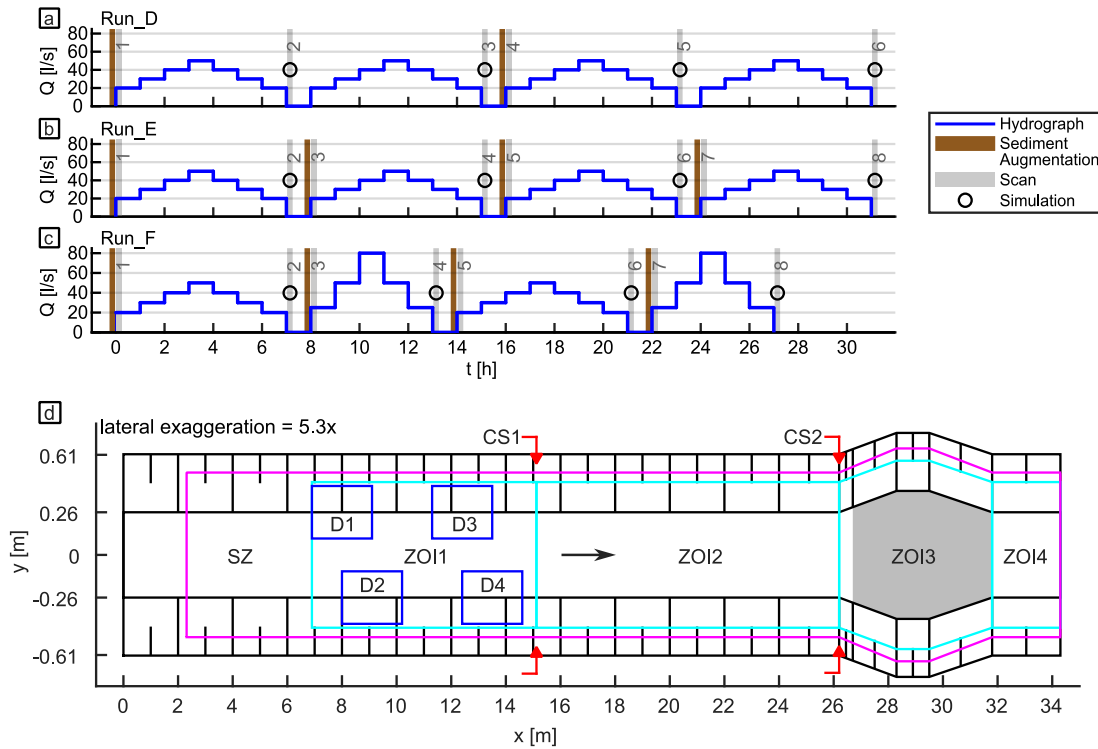 a Run_D
80
60
40
20
0
Q [l/s]
1 2 3 4 5 6
b Run_E
80
60
40
20
0
Q [l/s]
1 2 3 4 5 6 7 8
c Run_F
80
60
40
20
0
Q [l/s]
1 2 3 4 5 6 7 8
0 2 4 6 8 10 12 14 16 18 20 22 24 26 28 30
t [h]
Hydrograph
Sediment
Augmentation
Scan
Simulation
d
lateral exaggeration = 5.3x
CS1 CS2
0.61
0.26
0
-0.26
-0.61
y [m]
D1 D3
SZ ZOI1 ZOI2 ZOI3 ZOI4
D2 D4
0 2 4 6 8 10 12 14 16 18 20 22 24 26 28 30 32 34
x [m]